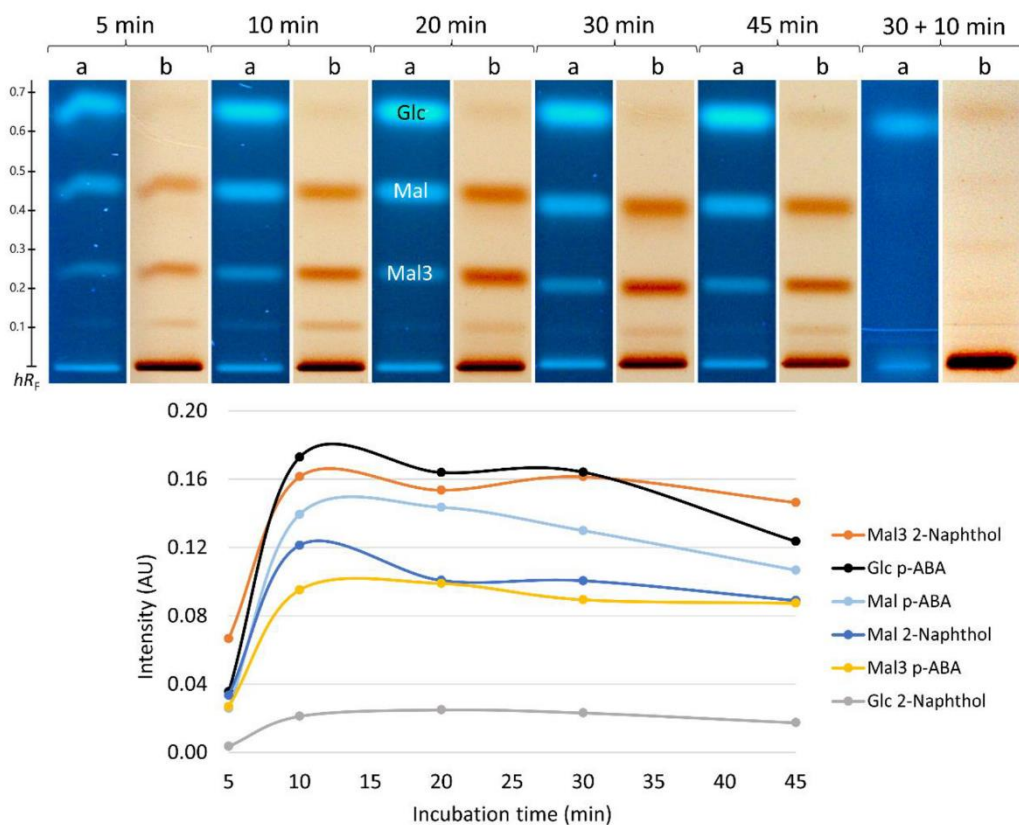 5 min 10 min 20 min 30 min 45 min 30 + 10 min
a b a b a b a b a b a b
0.7
0.6
0.5
0.4
0.3
0.2
0.1
hRF
Glc
Mal
Mal3
0.20
0.16
0.12
0.08
0.04
0.00
Intensity (AU)
5 10 15 20 25 30 35 40 45
Incubation time (min)
Mal3 2-Naphthol
Glc p-ABA
Mal p-ABA
Mal 2-Naphthol
Mal3 p-ABA
Glc 2-Naphthol